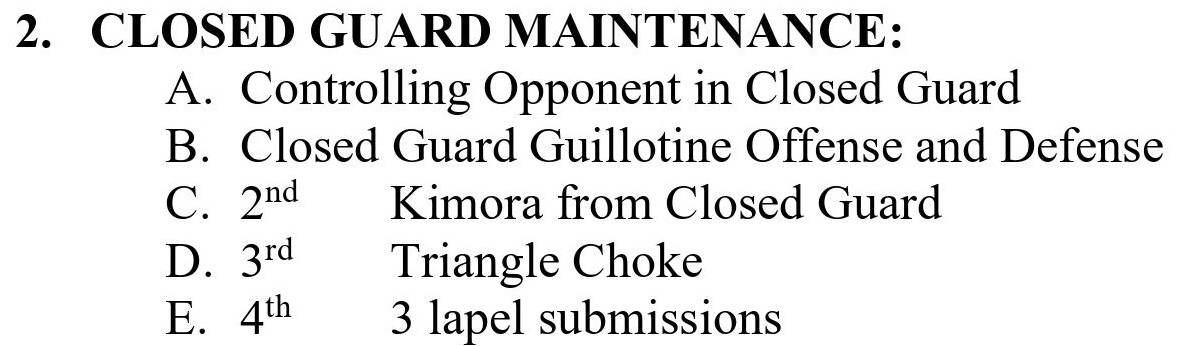 2. CLOSED GUARD MAINTENANCE:
A. Controlling Opponent in Closed Guard
B. Closed Guard Guillotine Offense and Defense
C. 2nd Kimora from Closed Guard
D. 3rd Triangle Choke
E. 4th 3 lapel submissions